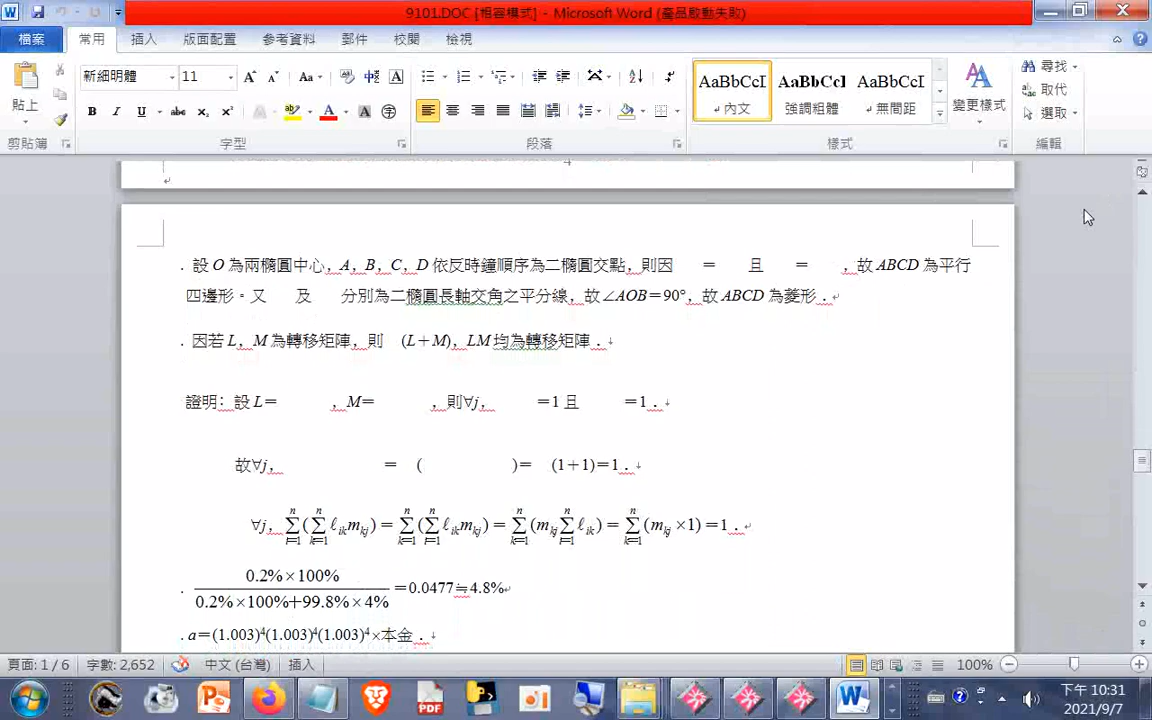 9101.DOC [相容模式] - Microsoft Word (產品啟動失敗)
檔案 常用 插入 版面配置 參考資料 郵件 校閱 檢視
新細明體 11 AaBbCcI AaBbCcI AaBbCcI 尋找
貼上 內文 強調粗體 無間距 變更樣式 取代
選取
剪貼簿 字型 段落 樣式 編輯
. 設 O 為兩橢圓中心，A，B，C，D 依反時鐘順序為二橢圓交點，則因 ＝ 且 ＝ ，故 ABCD 為平行
四邊形。又 及 分別為二橢圓長軸交角之平分線，故∠AOB＝90°，故 ABCD 為菱形．
. 因若 L，M 為轉移矩陣，則 (L＋M)，LM 均為轉移矩陣．
證明：設 L＝ ，M＝ ，則∀j， ＝1 且 ＝1．
故∀j， ＝ ( )＝ (1＋1)＝1．
∀j， n∑i=1(n∑k=1 ℓikmkj)＝n∑k=1(n∑i=1 ℓikmkj)＝n∑k=1(mkj n∑i=1 ℓik)＝n∑k=1(mkj ×1)＝1．
0.2%×100%
. ＝0.0477≒4.8%
0.2%×100%＋99.8%×4%
. a＝(1.003)⁴(1.003)⁴(1.003)⁴×本金．
頁面: 1 / 6 字數: 2,652 中文 (台灣) 插入 100%
下午 10:31
2021/9/7